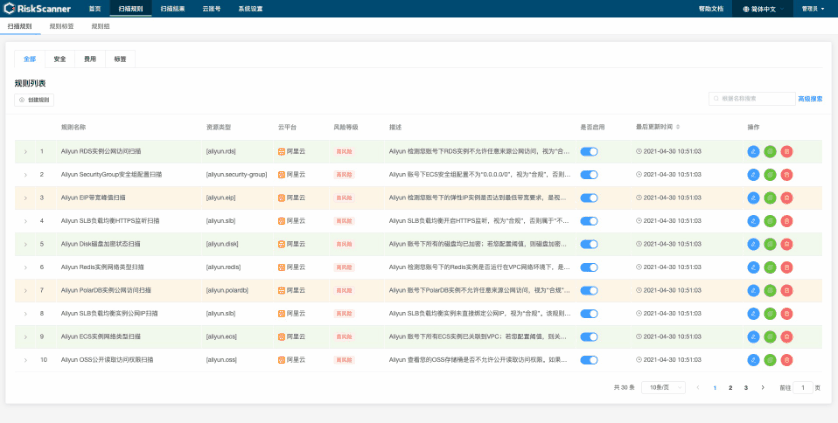 RiskScanner 首页 扫描规则 扫描结果 云账号 系统设置 帮助文档 简体中文 管理员
扫描规则 规则标签 规则组
全部 安全 费用 标签
规则列表
创建规则 根据名称搜索 高级搜索
规则名称 资源类型 云平台 风险等级 描述 是否启用 最后更新时间 操作
1 Aliyun RDS实例公网访问扫描 [aliyun.rds] 阿里云 高风险 Aliyun 检测您账号下RDS实例不允许任意来源公网访问，视为“合... 2021-04-30 10:51:03
2 Aliyun SecurityGroup安全组配置扫描 [aliyun.security-group] 阿里云 高风险 Aliyun 账号下ECS安全组配置不为“0.0.0.0/0”，视为“合规”，否则... 2021-04-30 10:51:03
3 Aliyun EIP带宽峰值扫描 [aliyun.eip] 阿里云 高风险 Aliyun 检测您账号下的弹性IP实例是否达到最低带宽要求，是视... 2021-04-30 10:51:03
4 Aliyun SLB负载均衡HTTPS监听扫描 [aliyun.slb] 阿里云 高风险 Aliyun SLB负载均衡开启HTTPS监听，视为“合规”，否则属于“不... 2021-04-30 10:51:03
5 Aliyun Disk磁盘加密状态扫描 [aliyun.disk] 阿里云 高风险 Aliyun 账号下所有的磁盘均已加密；若您配置阈值，则磁盘加密... 2021-04-30 10:51:03
6 Aliyun Redis实例网络类型扫描 [aliyun.redis] 阿里云 高风险 Aliyun 检测您账号下的Redis实例是否运行在VPC网络环境下，是... 2021-04-30 10:51:03
7 Aliyun PolarDB实例公网访问扫描 [aliyun.polardb] 阿里云 高风险 Aliyun 账号下PolarDB实例不允许任意来源公网访问，视为“合规”... 2021-04-30 10:51:03
8 Aliyun SLB负载均衡实例公网IP扫描 [aliyun.slb] 阿里云 高风险 Aliyun SLB负载均衡实例未直接绑定公网IP，视为“合规”。该规则... 2021-04-30 10:51:03
9 Aliyun ECS实例网络类型扫描 [aliyun.ecs] 阿里云 高风险 Aliyun 账号下所有ECS实例已关联到VPC；若您配置阈值，则关... 2021-04-30 10:51:03
10 Aliyun OSS公开读取访问权限扫描 [aliyun.oss] 阿里云 高风险 Aliyun 查看您的OSS存储桶是否不允许公开读取访问权限。如果... 2021-04-30 10:51:03
共 30 条 10条/页 1 2 3 前往 1 页